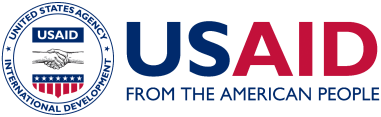 UNITED STATES AGENCY
USAID
INTERNATIONAL DEVELOPMENT
USAID
FROM THE AMERICAN PEOPLE